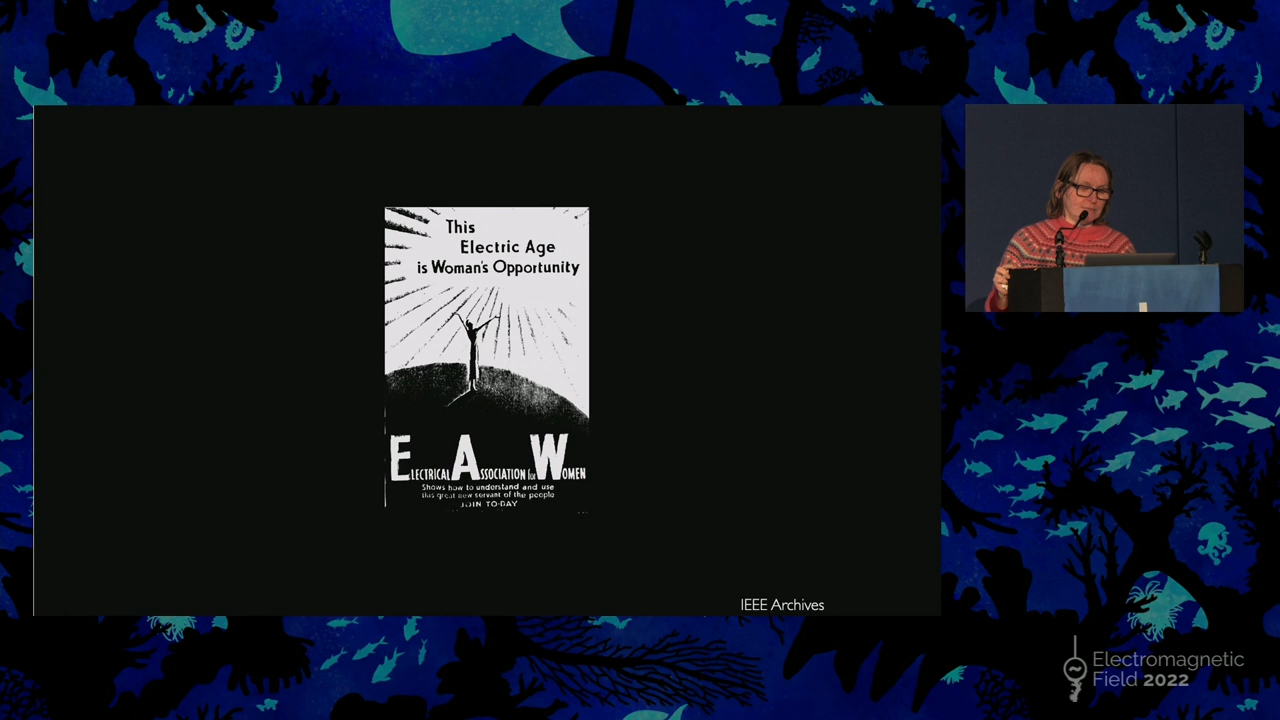 This
Electric Age
is Woman's Opportunity
ELECTRICAL ASSOCIATION for WOMEN
Shows how to understand and use
this great new servant of the people
JOIN TO-DAY
IEEE Archives
Electromagnetic
Field 2022